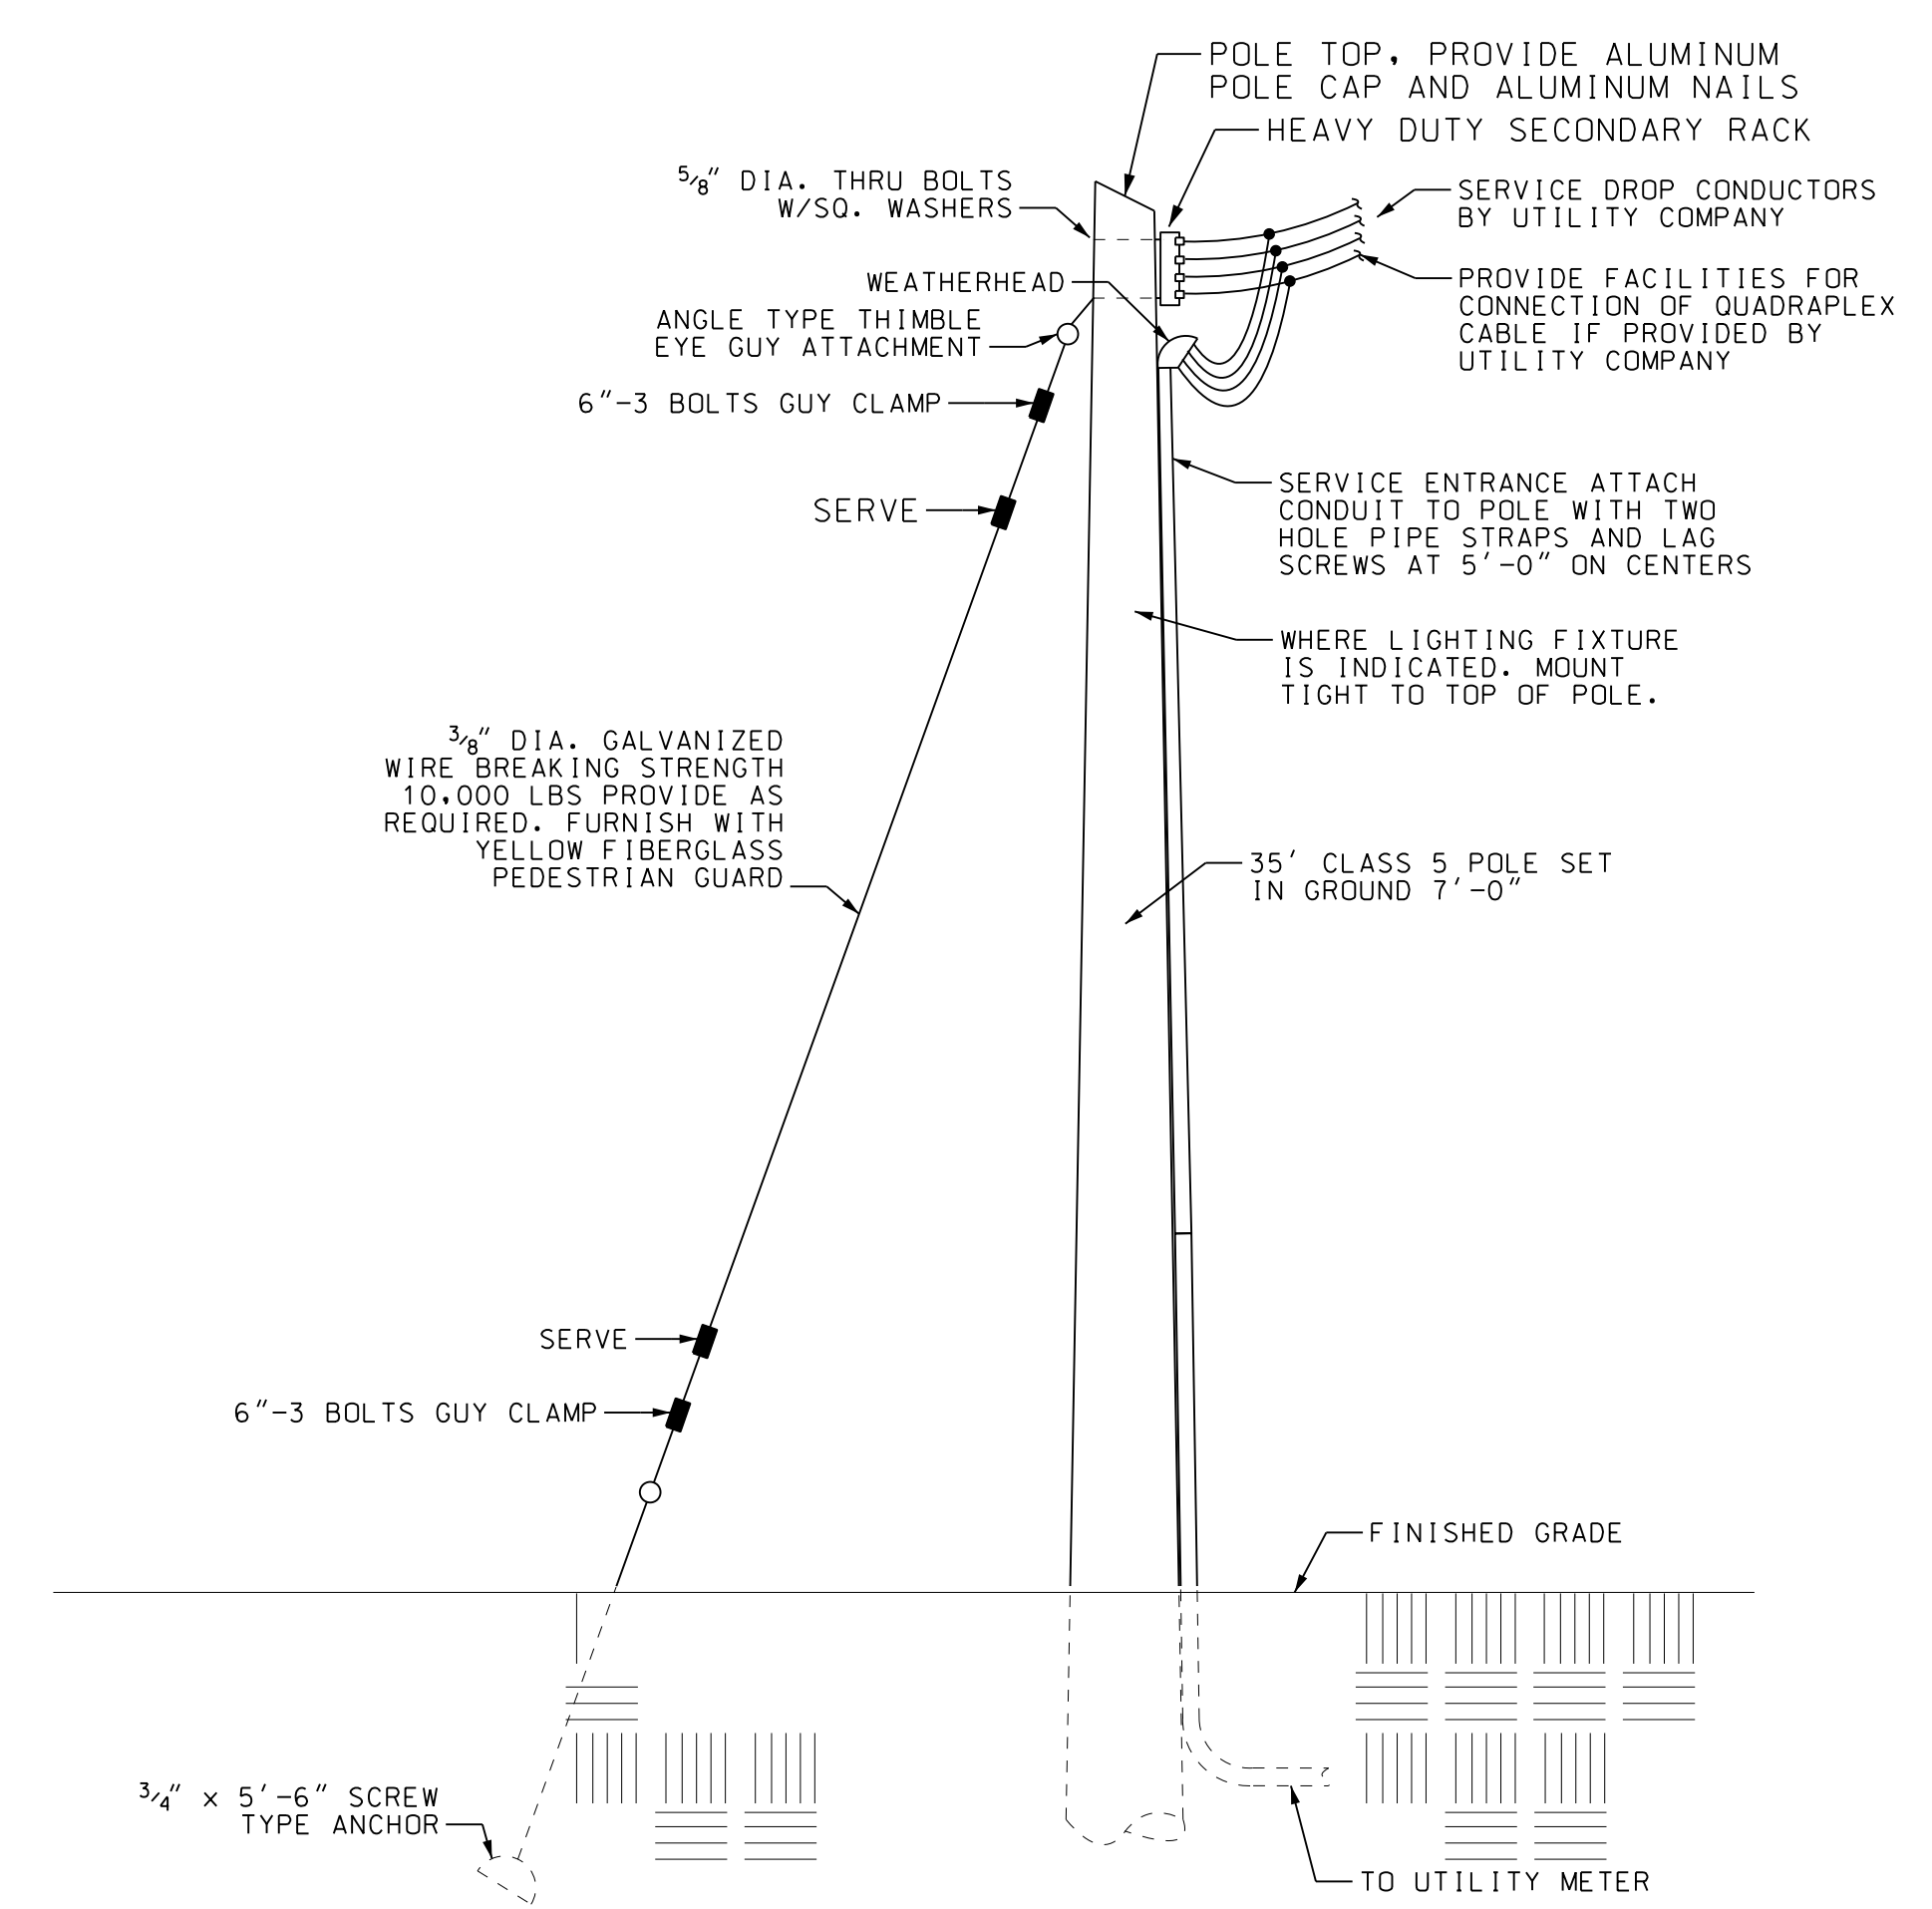 POLE TOP, PROVIDE ALUMINUM
POLE CAP AND ALUMINUM NAILS
HEAVY DUTY SECONDARY RACK
5/8" DIA. THRU BOLTS
W/SQ. WASHERS
SERVICE DROP CONDUCTORS
BY UTILITY COMPANY
WEATHERHEAD
PROVIDE FACILITIES FOR
CONNECTION OF QUADRAPLEX
CABLE IF PROVIDED BY
UTILITY COMPANY
ANGLE TYPE THIMBLE
EYE GUY ATTACHMENT
6"-3 BOLTS GUY CLAMP
SERVE
SERVICE ENTRANCE ATTACH
CONDUIT TO POLE WITH TWO
HOLE PIPE STRAPS AND LAG
SCREWS AT 5'-0" ON CENTERS
WHERE LIGHTING FIXTURE
IS INDICATED. MOUNT
TIGHT TO TOP OF POLE.
3/8" DIA. GALVANIZED
WIRE BREAKING STRENGTH
10,000 LBS PROVIDE AS
REQUIRED. FURNISH WITH
YELLOW FIBERGLASS
PEDESTRIAN GUARD
35' CLASS 5 POLE SET
IN GROUND 7'-0"
SERVE
6"-3 BOLTS GUY CLAMP
FINISHED GRADE
3/4" x 5'-6" SCREW
TYPE ANCHOR
TO UTILITY METER